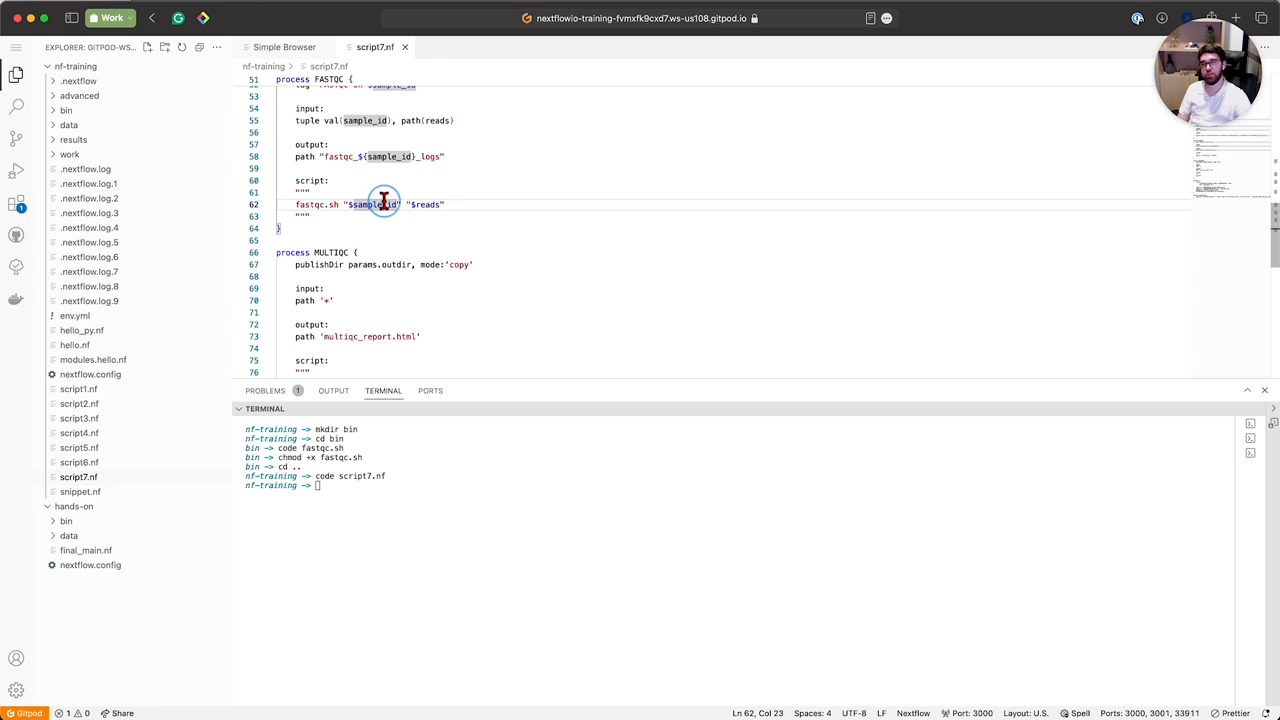 Work
nextflowio-training-fvmxfk9cxd7.ws-us108.gitpod.io
EXPLORER: GITPOD-WS...
nf-training
.nextflow
advanced
bin
data
results
work
.nextflow.log
.nextflow.log.1
.nextflow.log.2
.nextflow.log.3
.nextflow.log.4
.nextflow.log.5
.nextflow.log.6
.nextflow.log.7
.nextflow.log.8
.nextflow.log.9
env.yml
hello_py.nf
hello.nf
modules.hello.nf
nextflow.config
script1.nf
script2.nf
script3.nf
script4.nf
script5.nf
script6.nf
script7.nf
snippet.nf
hands-on
bin
data
final_main.nf
nextflow.config
Simple Browser
script7.nf
nf-training > script7.nf
51 process FASTQC {
52 tag "FASTQC on $sample_id"
53
54 input:
55 tuple val(sample_id), path(reads)
56
57 output:
58 path "fastqc_${sample_id}_logs"
59
60 script:
61 """
62 fastqc.sh "$sample_id" "$reads"
63 """
64 }
65
66 process MULTIQC {
67 publishDir params.outdir, mode:'copy'
68
69 input:
70 path '*'
71
72 output:
73 path 'multiqc_report.html'
74
75 script:
76 """
PROBLEMS 1 OUTPUT TERMINAL PORTS
TERMINAL
nf-training -> mkdir bin
nf-training -> cd bin
bin -> code fastqc.sh
bin -> chmod +x fastqc.sh
bin -> cd ..
nf-training -> code script7.nf
nf-training ->
Gitpod 1 0 Share
Ln 62, Col 23 Spaces: 4 UTF-8 LF Nextflow Port: 3000 Layout: U.S. Spell Ports: 3000, 3001, 33911 Prettier